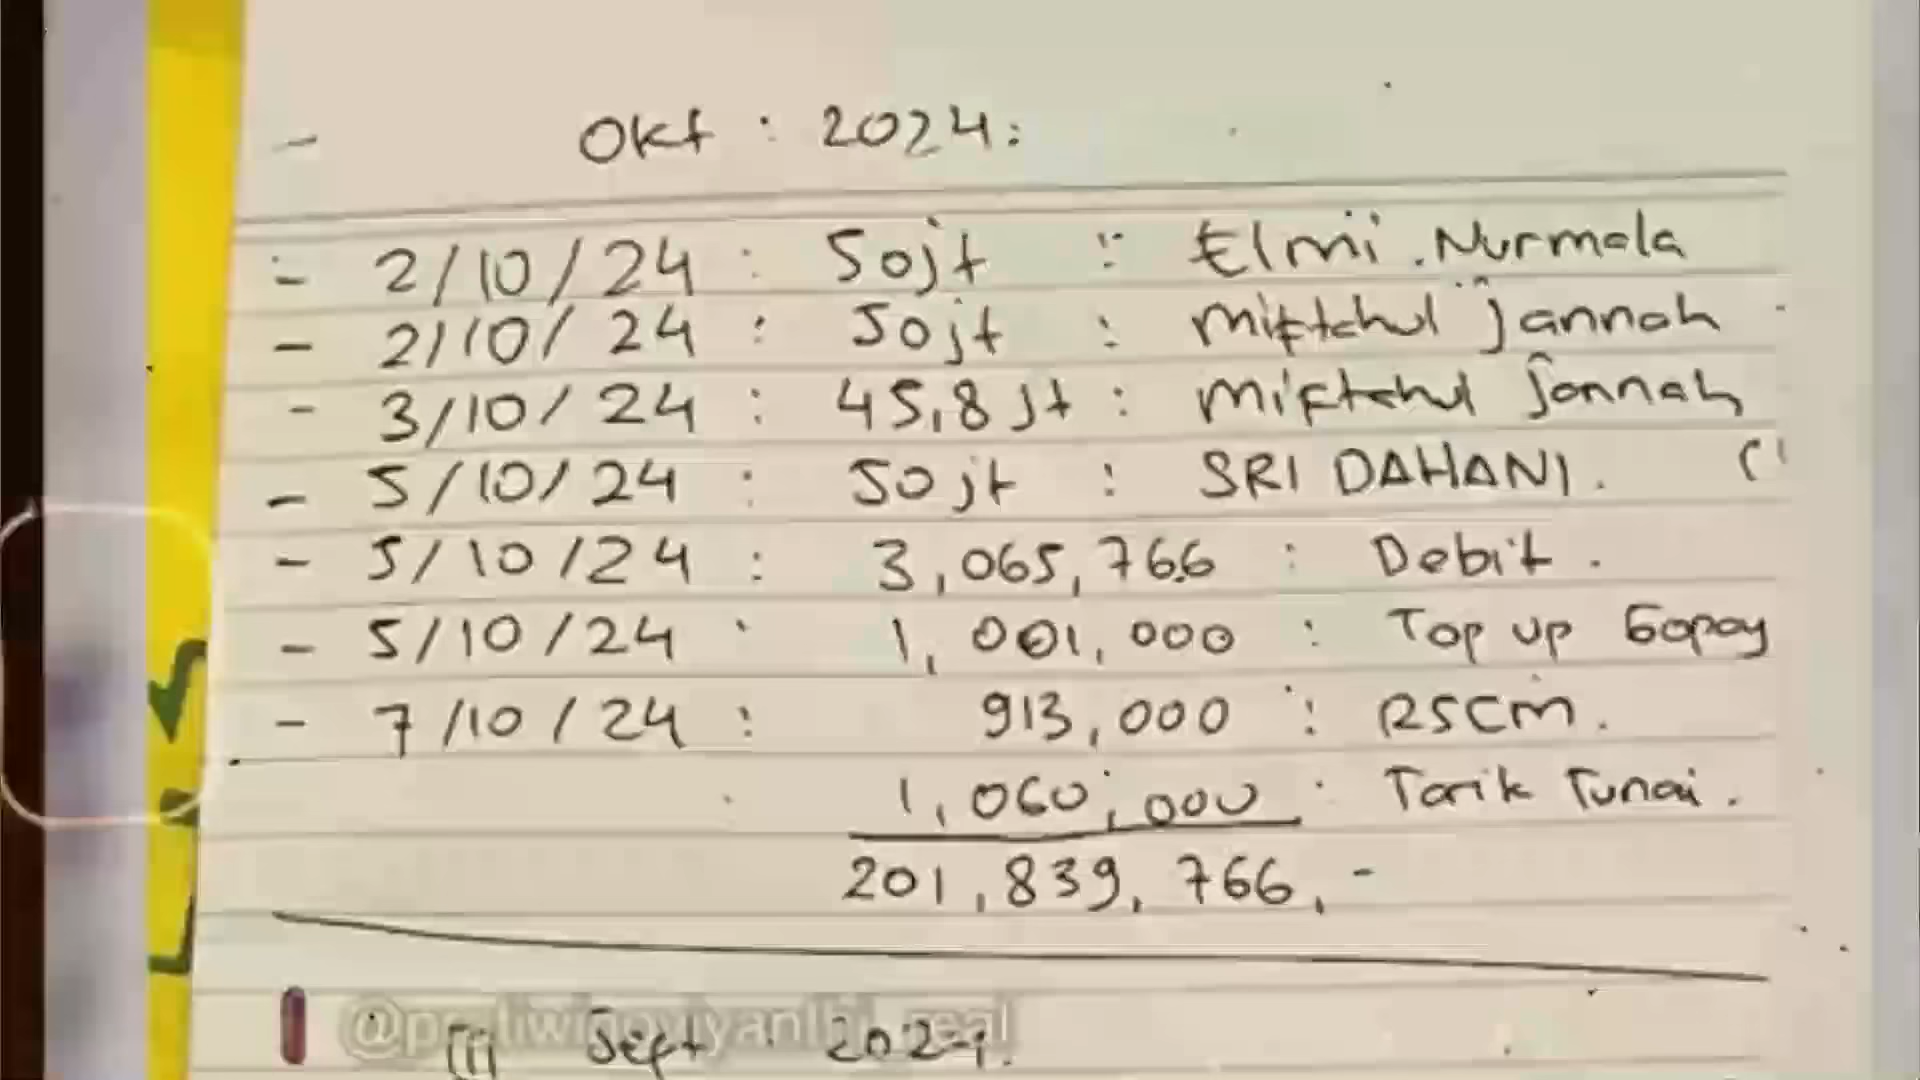 - Okt : 2024:
- 2/10/24 : 50jt : Elmi.Nurmala
- 2/10/24 : 50jt : Miftahul Jannah
- 3/10/24 : 45,8jt : Miftahul Jannah
- 5/10/24 : 50jt : SRI DAHANI. (
- 5/10/24 : 3,065,766 : Debit.
- 5/10/24 : 1,001,000 : Top up Gopay
- 7/10/24 : 913,000 : RSCM.
1,060,000 : Tarik Tunai.
201,839,766,-
Sept : 2024.